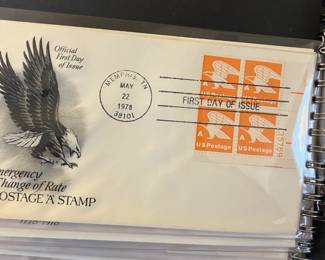 Official
First Day
of Issue
MEMPHIS, TN
MAY
22
1978
38101
FIRST DAY OF ISSUE
A
A
US Postage
A
US Postage
Emergency
Change of Rate
POSTAGE 'A' STAMP